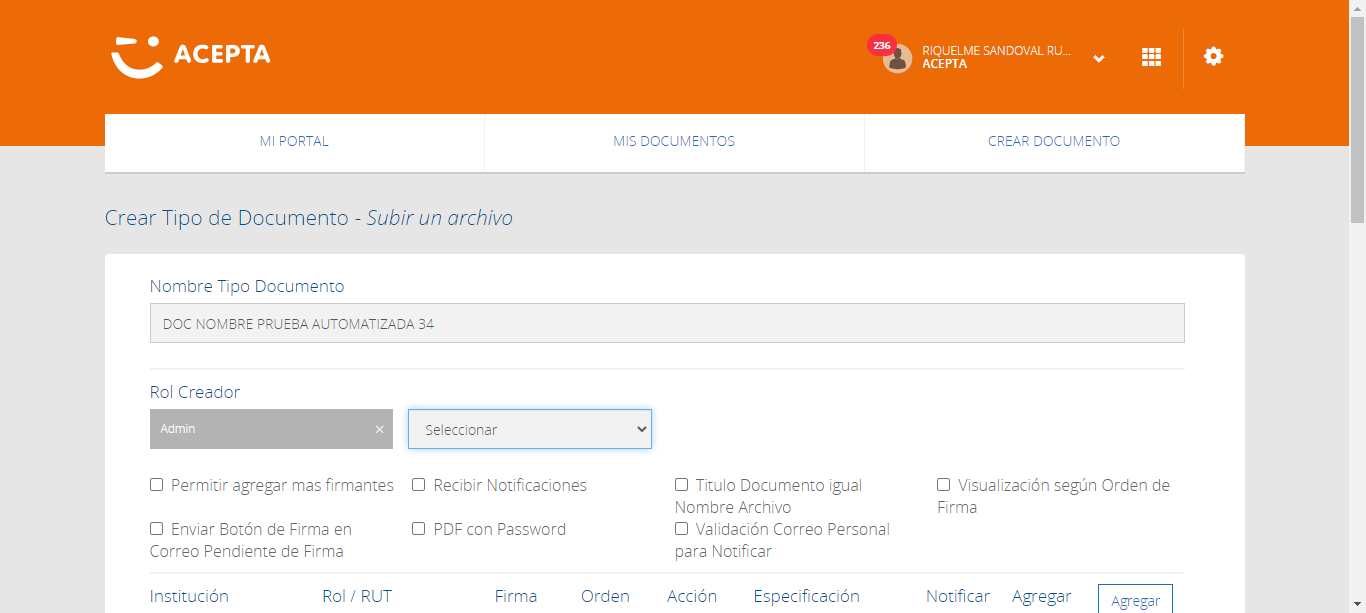 ACEPTA
236
RIQUELME SANDOVAL RU...
ACEPTA
MI PORTAL
MIS DOCUMENTOS
CREAR DOCUMENTO
Crear Tipo de Documento - Subir un archivo
Nombre Tipo Documento
DOC NOMBRE PRUEBA AUTOMATIZADA 34
Rol Creador
Admin ×
Seleccionar
Permitir agregar mas firmantes
Recibir Notificaciones
Titulo Documento igual
Nombre Archivo
Visualización según Orden de
Firma
Enviar Botón de Firma en
Correo Pendiente de Firma
PDF con Password
Validación Correo Personal
para Notificar
Institución Rol / RUT Firma Orden Acción Especificación Notificar Agregar Agregar